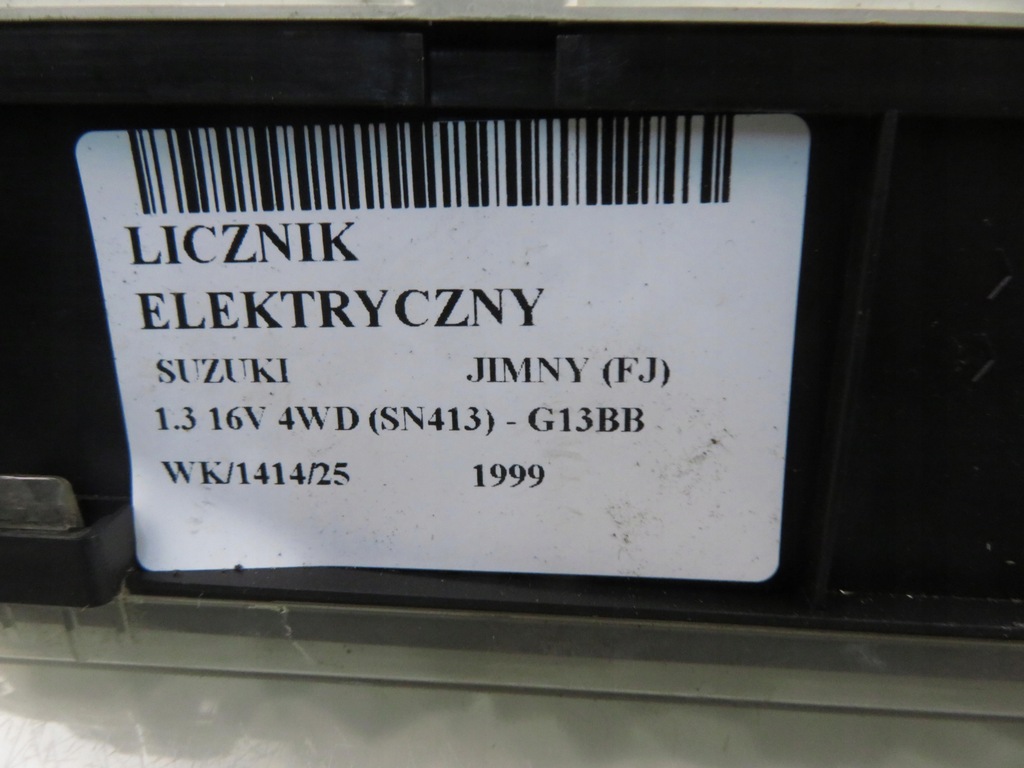 LICZNIK
ELEKTRYCZNY
SUZUKI JIMNY (FJ)
1.3 16V 4WD (SN413) - G13BB
WK/1414/25 1999